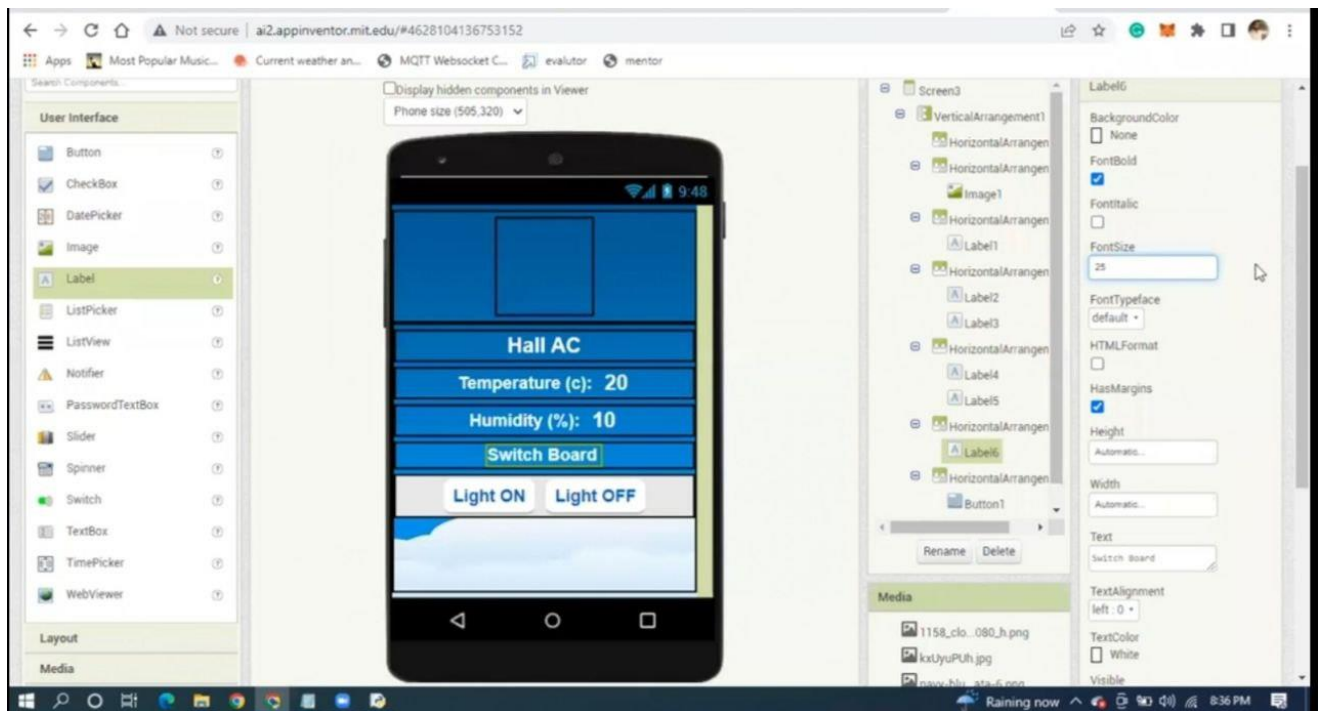 Not secure | ai2.appinventor.mit.edu/#4628104136753152
Apps Most Popular Music... Current weather an... MQTT Websocket C... evalutor mentor
Search Components...
User Interface
Button
CheckBox
DatePicker
Image
Label
ListPicker
ListView
Notifier
PasswordTextBox
Slider
Spinner
Switch
TextBox
TimePicker
WebViewer
Layout
Media
Display hidden components in Viewer
Phone size (505,320)
9:48
Hall AC
Temperature (c): 20
Humidity (%): 10
Switch Board
Light ON Light OFF
Screen3
VerticalArrangement1
HorizontalArrangen
HorizontalArrangen
Image1
HorizontalArrangen
Label1
HorizontalArrangen
Label2
Label3
HorizontalArrangen
Label4
Label5
HorizontalArrangen
Label6
HorizontalArrangen
Button1
Rename Delete
Media
1158_clo...080_h.png
kxUyuPUh.jpg
Label6
BackgroundColor
None
FontBold
FontItalic
FontSize
25
FontTypeface
default
HTMLFormat
HasMargins
Height
Automatic...
Width
Automatic...
Text
Switch Board
TextAlignment
left : 0
TextColor
White
Visible
Raining now 8:36 PM